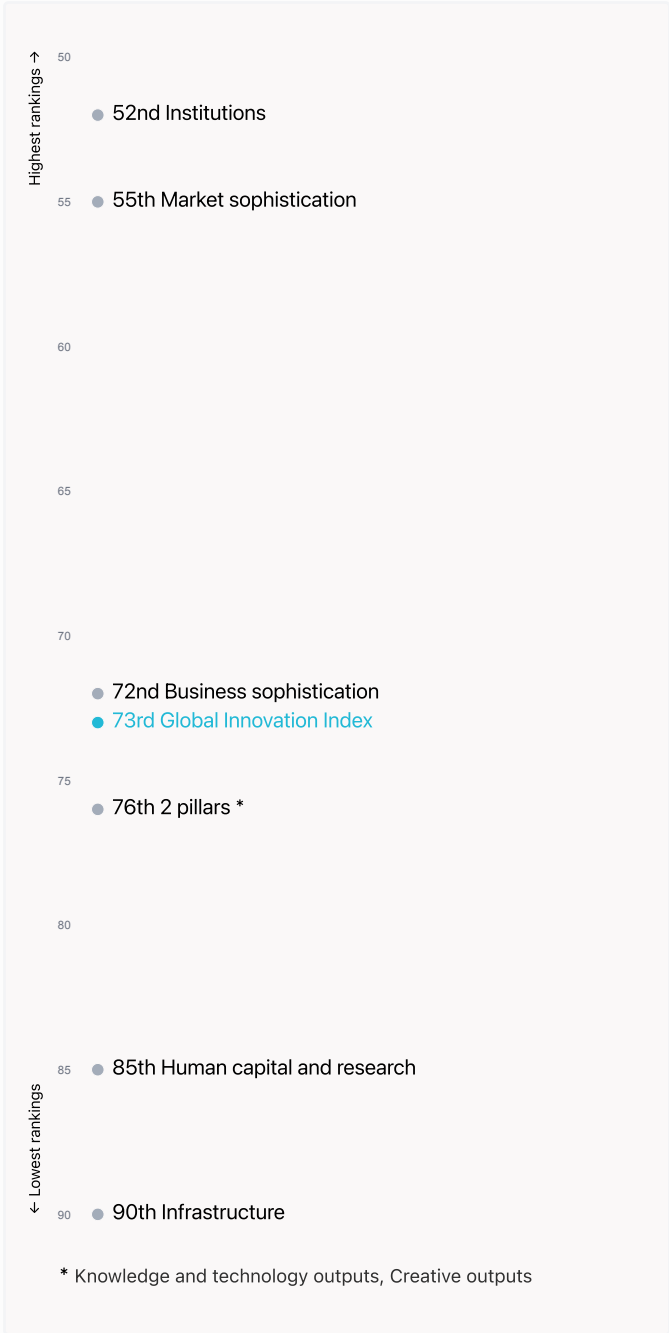 Highest rankings →
50
52nd Institutions
55
55th Market sophistication
60
65
70
72nd Business sophistication
73rd Global Innovation Index
75
76th 2 pillars *
80
85
85th Human capital and research
← Lowest rankings
90
90th Infrastructure
* Knowledge and technology outputs, Creative outputs